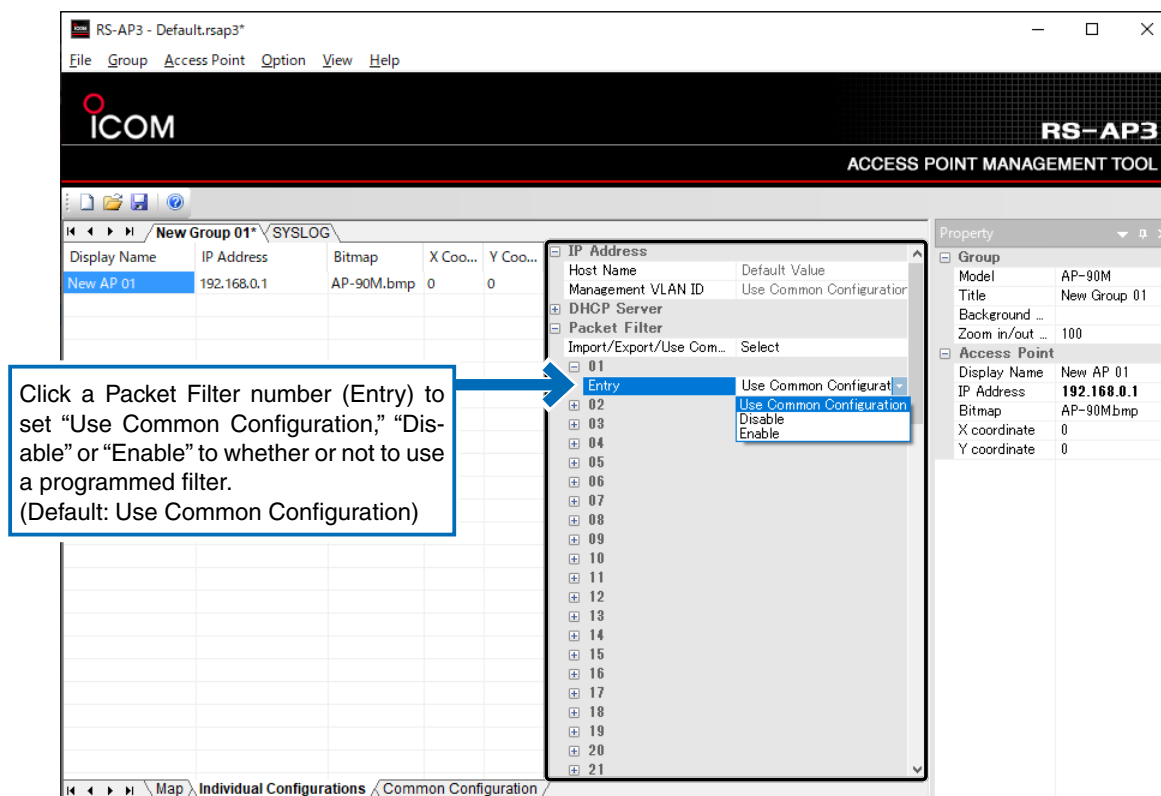 RS-AP3 - Default.rsap3*
File Group Access Point Option View Help
ICOM
RS-AP3
ACCESS POINT MANAGEMENT TOOL
New Group 01* SYSLOG
Display Name IP Address Bitmap X Coo... Y Coo...
New AP 01 192.168.0.1 AP-90M.bmp 0 0
Click a Packet Filter number (Entry) to
set “Use Common Configuration,” “Dis-
able” or “Enable” to whether or not to use
a programmed filter.
(Default: Use Common Configuration)
IP Address
Host Name Default Value
Management VLAN ID Use Common Configuration
DHCP Server
Packet Filter
Import/Export/Use Com... Select
01
Entry Use Common Configurat
Use Common Configuration
Disable
Enable
02
03
04
05
06
07
08
09
10
11
12
13
14
15
16
17
18
19
20
21
Property
Group
Model AP-90M
Title New Group 01
Background ...
Zoom in/out ... 100
Access Point
Display Name New AP 01
IP Address 192.168.0.1
Bitmap AP-90M.bmp
X coordinate 0
Y coordinate 0
Map Individual Configurations Common Configuration